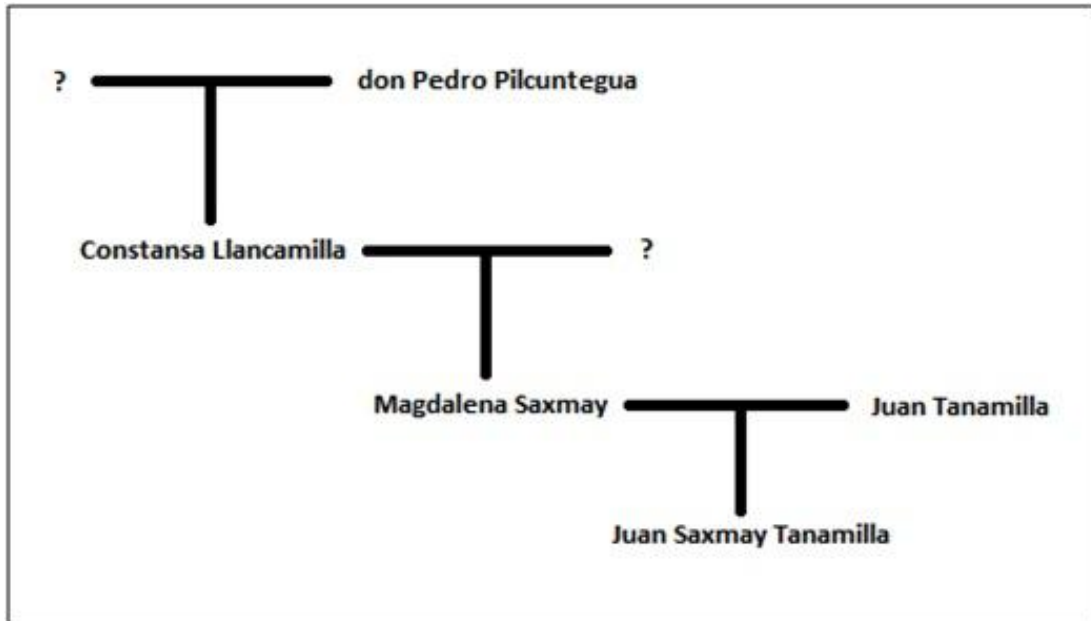 ? don Pedro Pilcuntegua
Constansa Llancamilla ?
Magdalena Saxmay Juan Tanamilla
Juan Saxmay Tanamilla